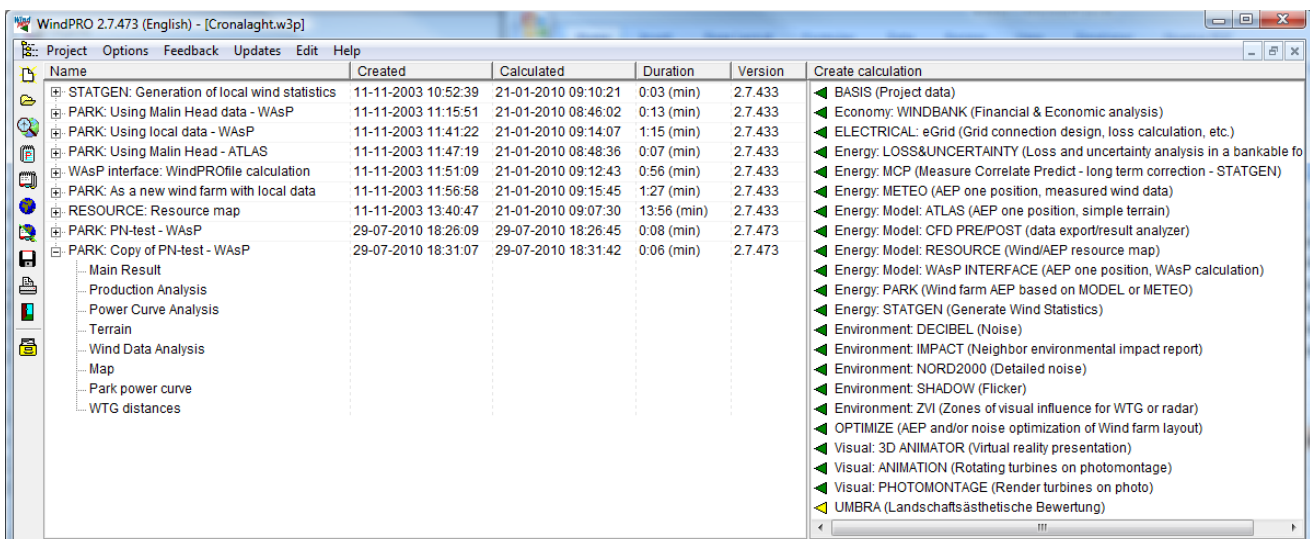 WindPRO 2.7.473 (English) - [Cronalaght.w3p]
Project Options Feedback Updates Edit Help
Name Created Calculated Duration Version Create calculation
STATGEN: Generation of local wind statistics 11-11-2003 10:52:39 21-01-2010 09:10:21 0:03 (min) 2.7.433
PARK: Using Malin Head data - WAsP 11-11-2003 11:15:51 21-01-2010 08:46:02 0:13 (min) 2.7.433
PARK: Using local data - WAsP 11-11-2003 11:41:22 21-01-2010 09:14:07 1:15 (min) 2.7.433
PARK: Using Malin Head - ATLAS 11-11-2003 11:47:19 21-01-2010 08:48:36 0:07 (min) 2.7.433
WAsP interface: WindPROfile calculation 11-11-2003 11:51:09 21-01-2010 09:12:43 0:56 (min) 2.7.433
PARK: As a new wind farm with local data 11-11-2003 11:56:58 21-01-2010 09:15:45 1:27 (min) 2.7.433
RESOURCE: Resource map 11-11-2003 13:40:47 21-01-2010 09:07:30 13:56 (min) 2.7.433
PARK: PN-test - WAsP 29-07-2010 18:26:09 29-07-2010 18:26:45 0:08 (min) 2.7.473
PARK: Copy of PN-test - WAsP 29-07-2010 18:31:07 29-07-2010 18:31:42 0:06 (min) 2.7.473
Main Result
Production Analysis
Power Curve Analysis
Terrain
Wind Data Analysis
Map
Park power curve
WTG distances
BASIS (Project data)
Economy: WINDBANK (Financial & Economic analysis)
ELECTRICAL: eGrid (Grid connection design, loss calculation, etc.)
Energy: LOSS&UNCERTAINTY (Loss and uncertainty analysis in a bankable fo
Energy: MCP (Measure Correlate Predict - long term correction - STATGEN)
Energy: METEO (AEP one position, measured wind data)
Energy: Model: ATLAS (AEP one position, simple terrain)
Energy: Model: CFD PRE/POST (data export/result analyzer)
Energy: Model: RESOURCE (Wind/AEP resource map)
Energy: Model: WAsP INTERFACE (AEP one position, WAsP calculation)
Energy: PARK (Wind farm AEP based on MODEL or METEO)
Energy: STATGEN (Generate Wind Statistics)
Environment: DECIBEL (Noise)
Environment: IMPACT (Neighbor environmental impact report)
Environment: NORD2000 (Detailed noise)
Environment: SHADOW (Flicker)
Environment: ZVI (Zones of visual influence for WTG or radar)
OPTIMIZE (AEP and/or noise optimization of Wind farm layout)
Visual: 3D ANIMATOR (Virtual reality presentation)
Visual: ANIMATION (Rotating turbines on photomontage)
Visual: PHOTOMONTAGE (Render turbines on photo)
UMBRA (Landschaftsästhetische Bewertung)